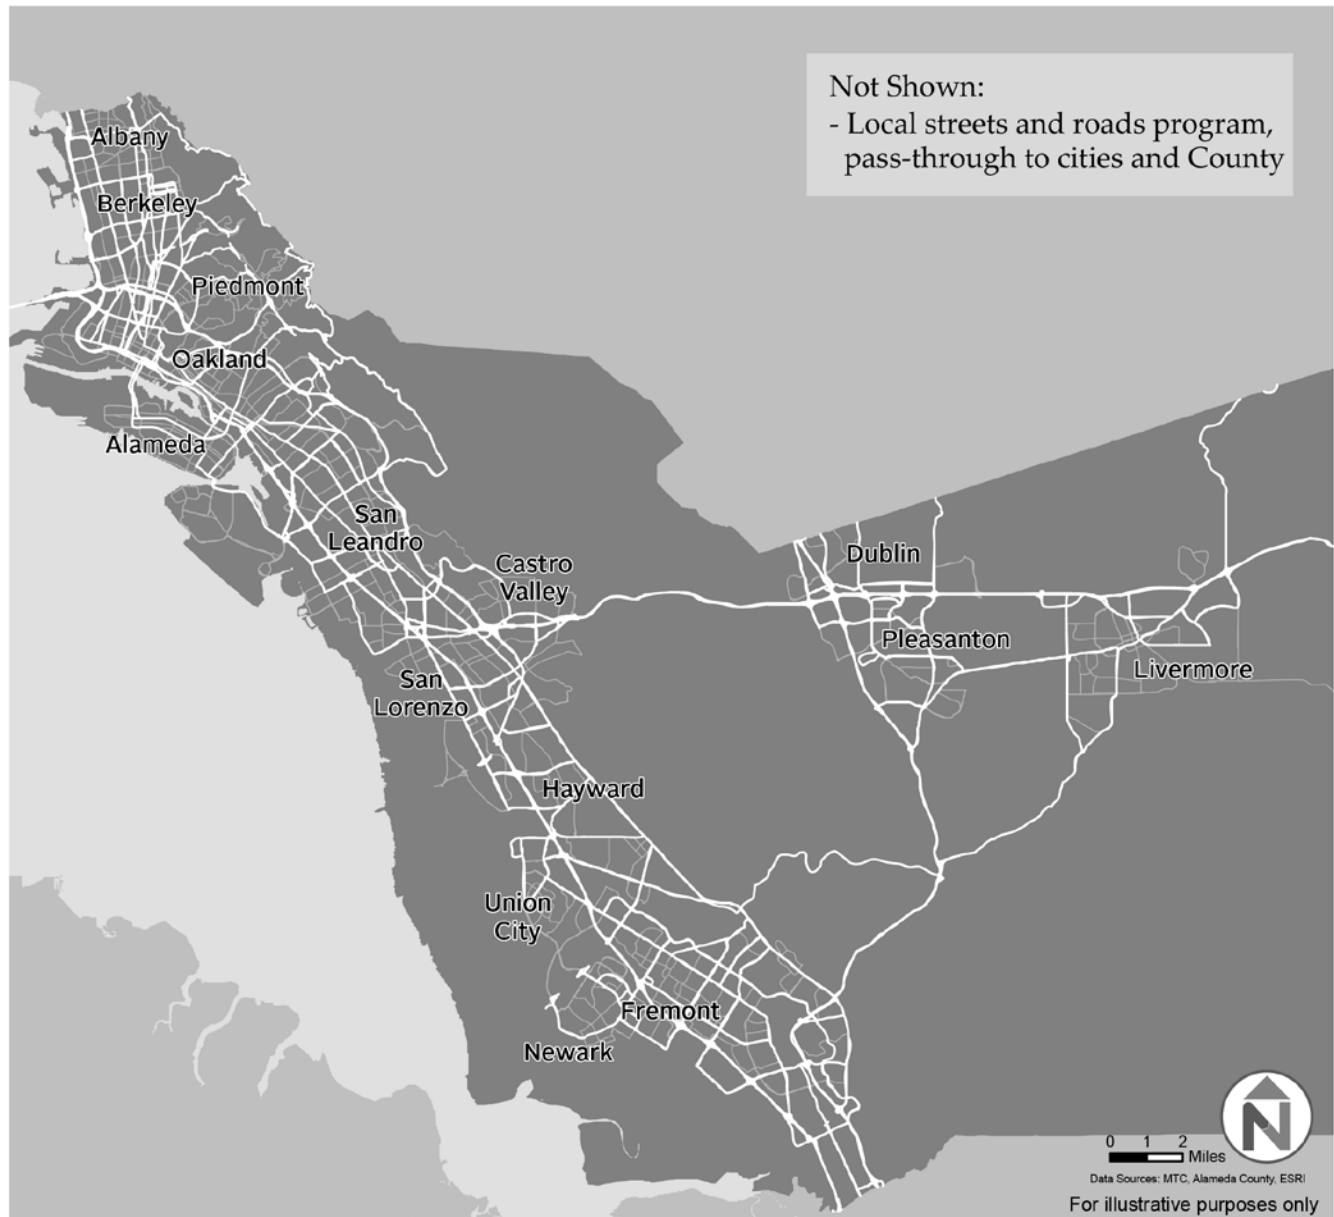 Not Shown:
- Local streets and roads program,
pass-through to cities and County
Albany
Berkeley
Piedmont
Oakland
Alameda
San
Leandro
Castro
Valley
Dublin
Pleasanton
Livermore
San
Lorenzo
Hayward
Union
City
Fremont
Newark
N
0 1 2
Miles
Data Sources: MTC, Alameda County, ESRI
For illustrative purposes only